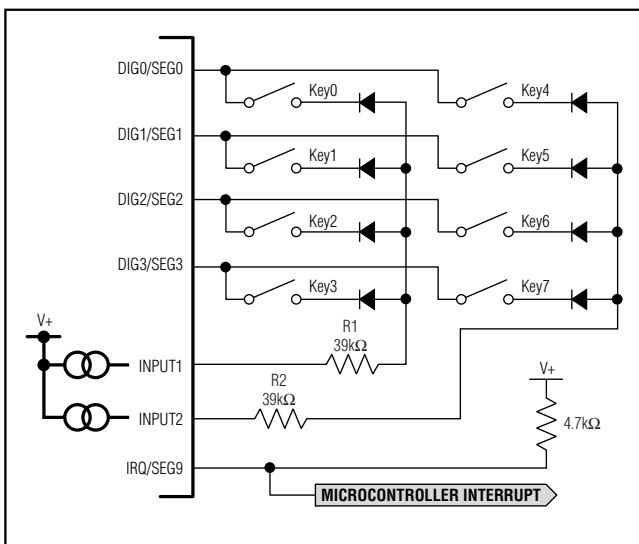 DIG0/SEG0
Key0
Key4
DIG1/SEG1
Key1
Key5
DIG2/SEG2
Key2
Key6
DIG3/SEG3
Key3
Key7
V+
R1
39kΩ
INPUT1
R2
39kΩ
V+
INPUT2
4.7kΩ
IRQ/SEG9
MICROCONTROLLER INTERRUPT